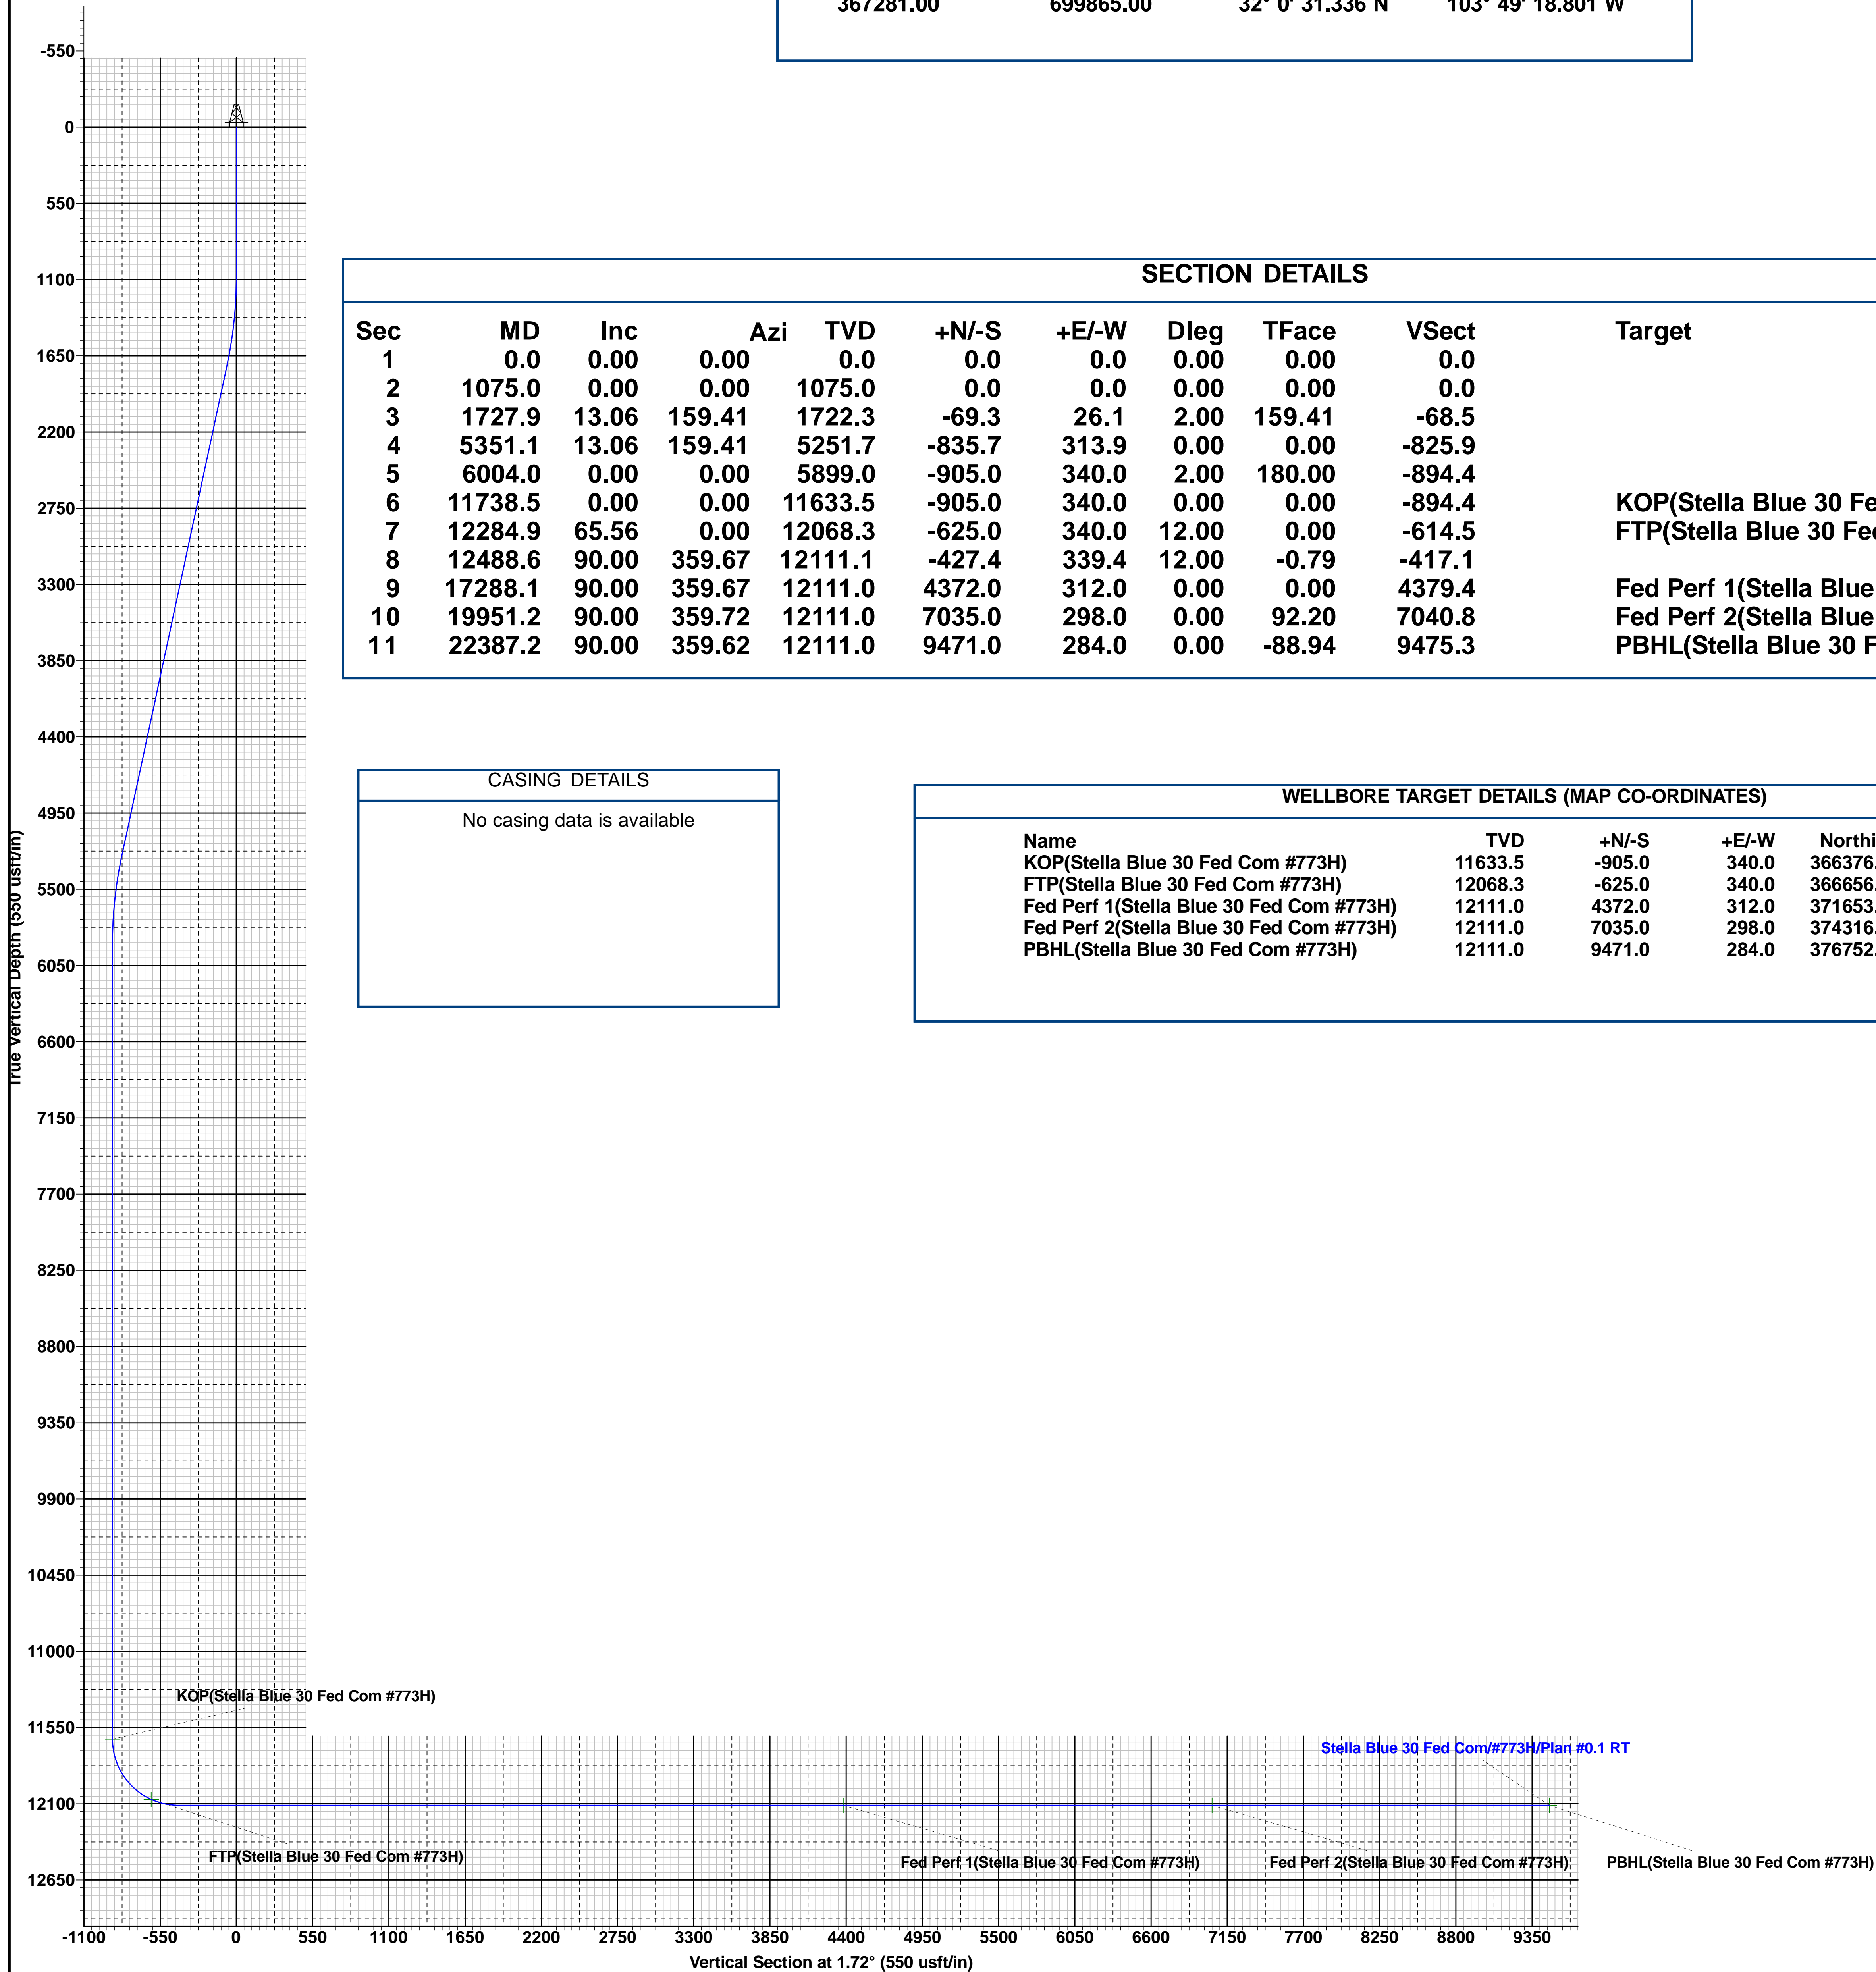 367281.00 699865.00 32° 0' 31.336 N 103° 49' 18.801 W
-550
0
550
1100
1650
2200
2750
3300
3850
4400
4950
5500
6050
6600
7150
7700
8250
8800
9350
9900
10450
11000
11550
12100
12650
True Vertical Depth (550 usft/in)
SECTION DETAILS
Sec MD Inc Azi TVD +N/-S +E/-W Dleg TFace VSect Target
1 0.0 0.00 0.00 0.0 0.0 0.0 0.00 0.00 0.0
2 1075.0 0.00 0.00 1075.0 0.0 0.0 0.00 0.00 0.0
3 1727.9 13.06 159.41 1722.3 -69.3 26.1 2.00 159.41 -68.5
4 5351.1 13.06 159.41 5251.7 -835.7 313.9 0.00 0.00 -825.9
5 6004.0 0.00 0.00 5899.0 -905.0 340.0 2.00 180.00 -894.4
6 11738.5 0.00 0.00 11633.5 -905.0 340.0 0.00 0.00 -894.4 KOP(Stella Blue 30 Fe
7 12284.9 65.56 0.00 12068.3 -625.0 340.0 12.00 0.00 -614.5 FTP(Stella Blue 30 Fe
8 12488.6 90.00 359.67 12111.1 -427.4 339.4 12.00 -0.79 -417.1
9 17288.1 90.00 359.67 12111.0 4372.0 312.0 0.00 0.00 4379.4 Fed Perf 1(Stella Blue
10 19951.2 90.00 359.72 12111.0 7035.0 298.0 0.00 92.20 7040.8 Fed Perf 2(Stella Blue
11 22387.2 90.00 359.62 12111.0 9471.0 284.0 0.00 -88.94 9475.3 PBHL(Stella Blue 30 F
CASING DETAILS
No casing data is available
WELLBORE TARGET DETAILS (MAP CO-ORDINATES)
Name TVD +N/-S +E/-W Northi
KOP(Stella Blue 30 Fed Com #773H) 11633.5 -905.0 340.0 366376.
FTP(Stella Blue 30 Fed Com #773H) 12068.3 -625.0 340.0 366656.
Fed Perf 1(Stella Blue 30 Fed Com #773H) 12111.0 4372.0 312.0 371653.
Fed Perf 2(Stella Blue 30 Fed Com #773H) 12111.0 7035.0 298.0 374316.
PBHL(Stella Blue 30 Fed Com #773H) 12111.0 9471.0 284.0 376752.
KOP(Stella Blue 30 Fed Com #773H)
Stella Blue 30 Fed Com/#773H/Plan #0.1 RT
FTP(Stella Blue 30 Fed Com #773H)
Fed Perf 1(Stella Blue 30 Fed Com #773H)
Fed Perf 2(Stella Blue 30 Fed Com #773H)
PBHL(Stella Blue 30 Fed Com #773H)
-1100 -550 0 550 1100 1650 2200 2750 3300 3850 4400 4950 5500 6050 6600 7150 7700 8250 8800 9350
Vertical Section at 1.72° (550 usft/in)